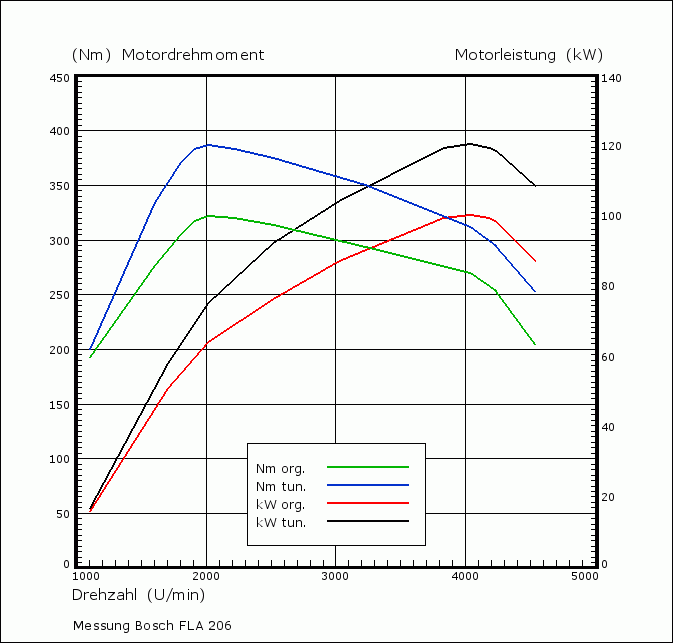 (Nm) Motordrehmoment Motorleistung (kW)
450 140
400 120
350 100
300
250 80
200 60
150
100 40
50 20
0 0
Nm org.
Nm tun.
kW org.
kW tun.
1000 2000 3000 4000 5000
Drehzahl (U/min)
Messung Bosch FLA 206